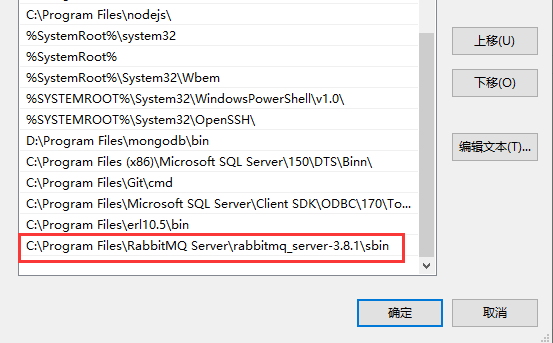 C:\Program Files\nodejs\
%SystemRoot%\system32
%SystemRoot%
%SystemRoot%\System32\Wbem
%SYSTEMROOT%\System32\WindowsPowerShell\v1.0\
%SYSTEMROOT%\System32\OpenSSH\
D:\Program Files\mongodb\bin
C:\Program Files (x86)\Microsoft SQL Server\150\DTS\Binn\
C:\Program Files\Git\cmd
C:\Program Files\Microsoft SQL Server\Client SDK\ODBC\170\To...
C:\Program Files\erl10.5\bin
C:\Program Files\RabbitMQ Server\rabbitmq_server-3.8.1\sbin
上移(U)
下移(O)
编辑文本(T)...
确定
取消